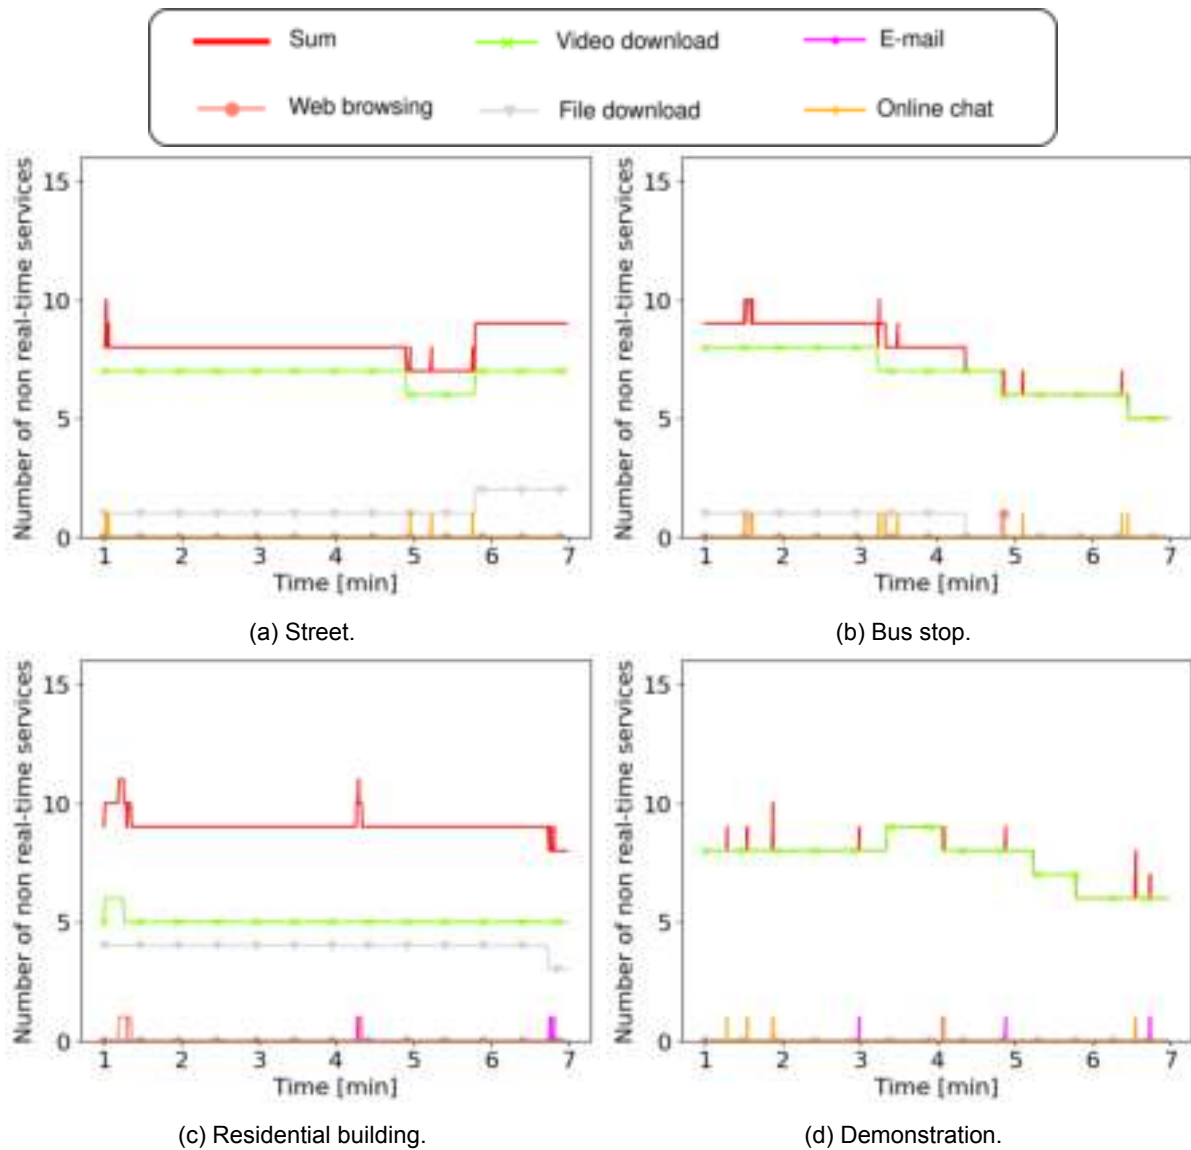 Sum
Video download
E-mail
Web browsing
File download
Online chat
Number of non real-time services
15
10
5
0
1 2 3 4 5 6 7
Time [min]
(a) Street.
Number of non real-time services
15
10
5
0
1 2 3 4 5 6 7
Time [min]
(b) Bus stop.
Number of non real-time services
15
10
5
0
1 2 3 4 5 6 7
Time [min]
(c) Residential building.
Number of non real-time services
15
10
5
0
1 2 3 4 5 6 7
Time [min]
(d) Demonstration.